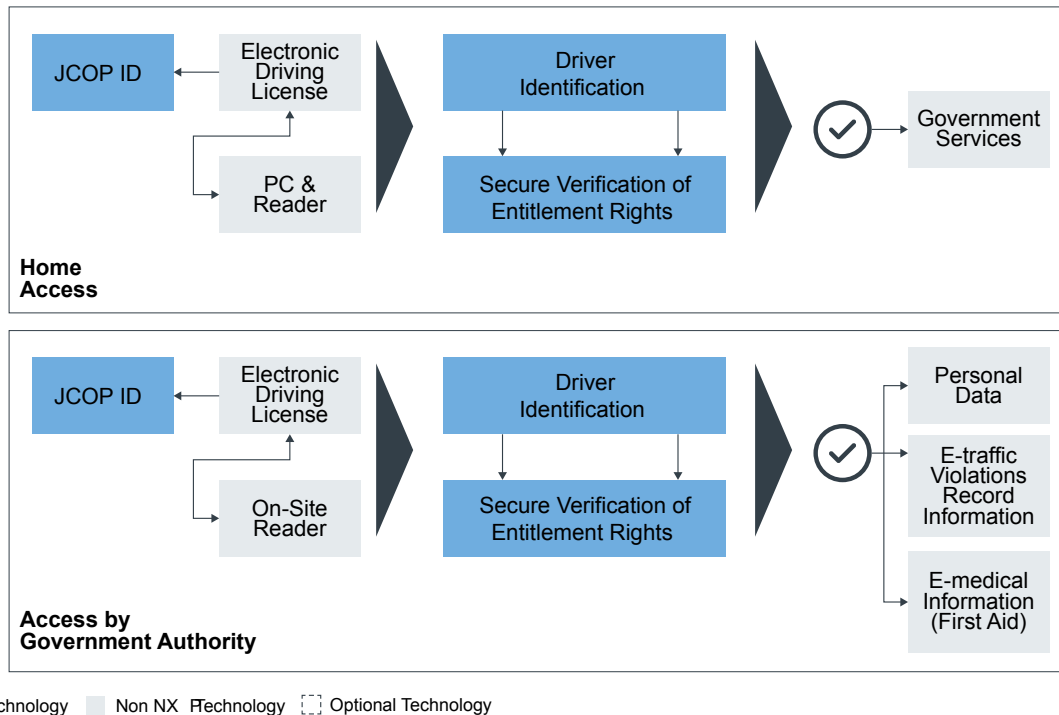 JCOP ID
Electronic
Driving
License
PC &
Reader
Driver
Identification
Secure Verification of
Entitlement Rights
Government
Services
Home
Access
JCOP ID
Electronic
Driving
License
On-Site
Reader
Driver
Identification
Secure Verification of
Entitlement Rights
Personal
Data
E-traffic
Violations
Record
Information
E-medical
Information
(First Aid)
Access by
Government Authority
chnology Non NX PTechnology Optional Technology